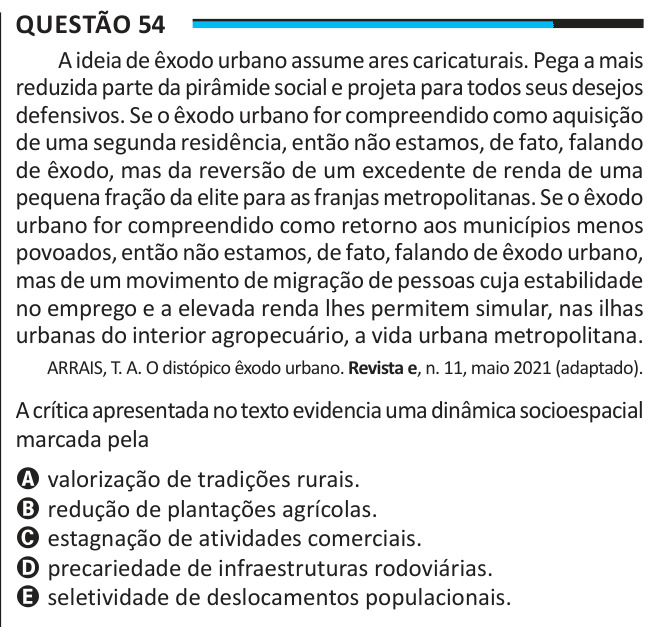 QUESTÃO 54
A ideia de êxodo urbano assume ares caricaturais. Pega a mais
reduzida parte da pirâmide social e projeta para todos seus desejos
defensivos. Se o êxodo urbano for compreendido como aquisição
de uma segunda residência, então não estamos, de fato, falando
de êxodo, mas da reversão de um excedente de renda de uma
pequena fração da elite para as franjas metropolitanas. Se o êxodo
urbano for compreendido como retorno aos municípios menos
povoados, então não estamos, de fato, falando de êxodo urbano,
mas de um movimento de migração de pessoas cuja estabilidade
no emprego e a elevada renda lhes permitem simular, nas ilhas
urbanas do interior agropecuário, a vida urbana metropolitana.
ARRAIS, T. A. O distópico êxodo urbano. Revista e, n. 11, maio 2021 (adaptado).
A crítica apresentada no texto evidencia uma dinâmica socioespacial
marcada pela
A valorização de tradições rurais.
B redução de plantações agrícolas.
C estagnação de atividades comerciais.
D precariedade de infraestruturas rodoviárias.
E seletividade de deslocamentos populacionais.